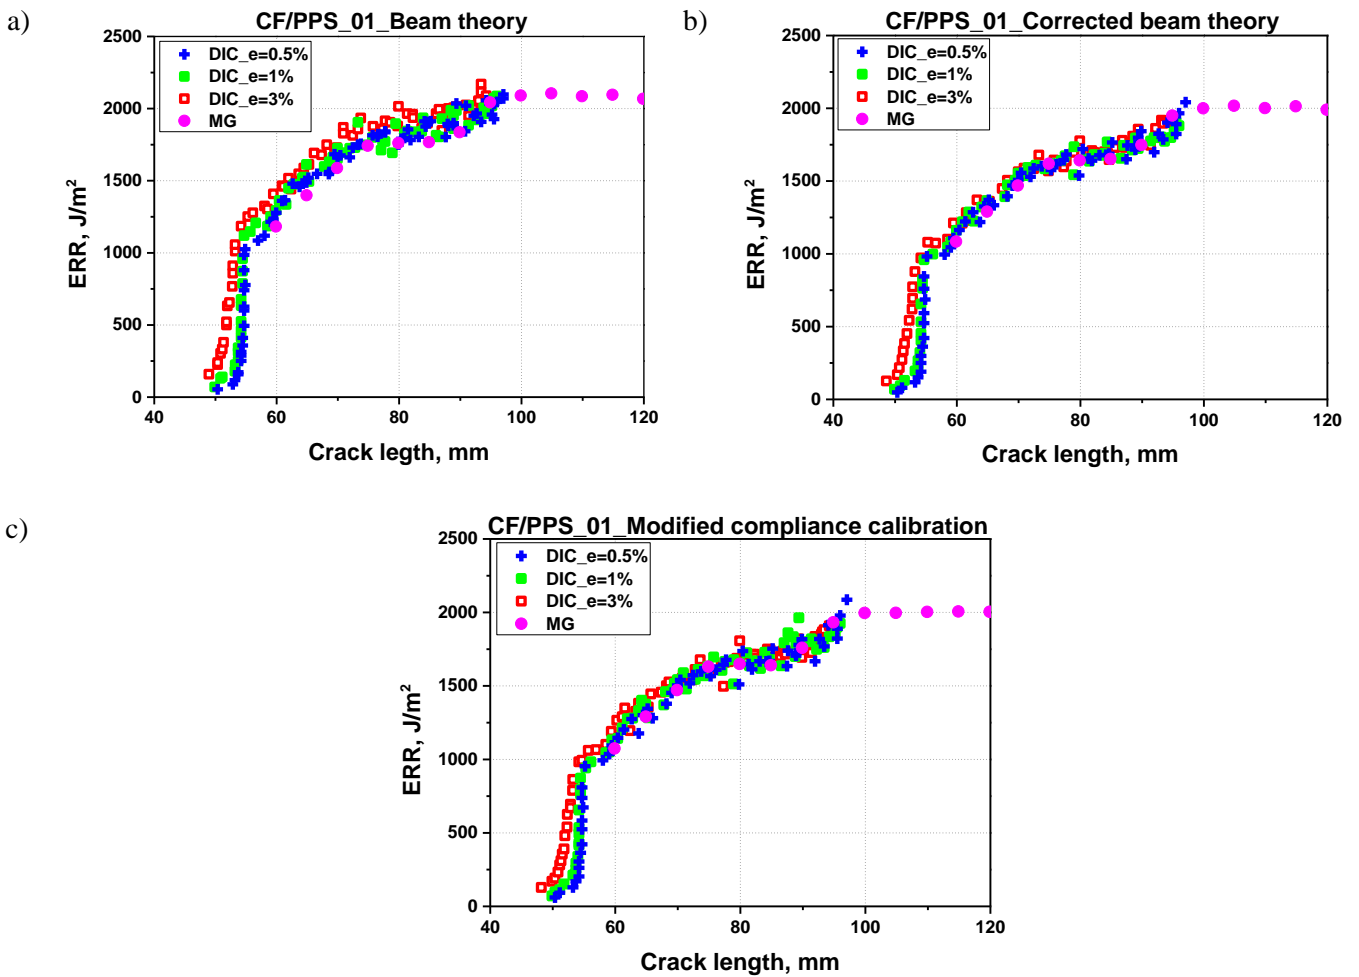 a)
CF/PPS_01_Beam theory
2500
2000
1500
1000
500
0
ERR, J/m²
DIC_e=0.5%
DIC_e=1%
DIC_e=3%
MG
40 60 80 100 120
Crack legth, mm
b)
CF/PPS_01_Corrected beam theory
2500
2000
1500
1000
500
0
ERR, J/m²
DIC_e=0.5%
DIC_e=1%
DIC_e=3%
MG
40 60 80 100 120
Crack length, mm
c)
CF/PPS_01_Modified compliance calibration
2500
2000
1500
1000
500
0
ERR, J/m²
DIC_e=0.5%
DIC_e=1%
DIC_e=3%
MG
40 60 80 100 120
Crack length, mm